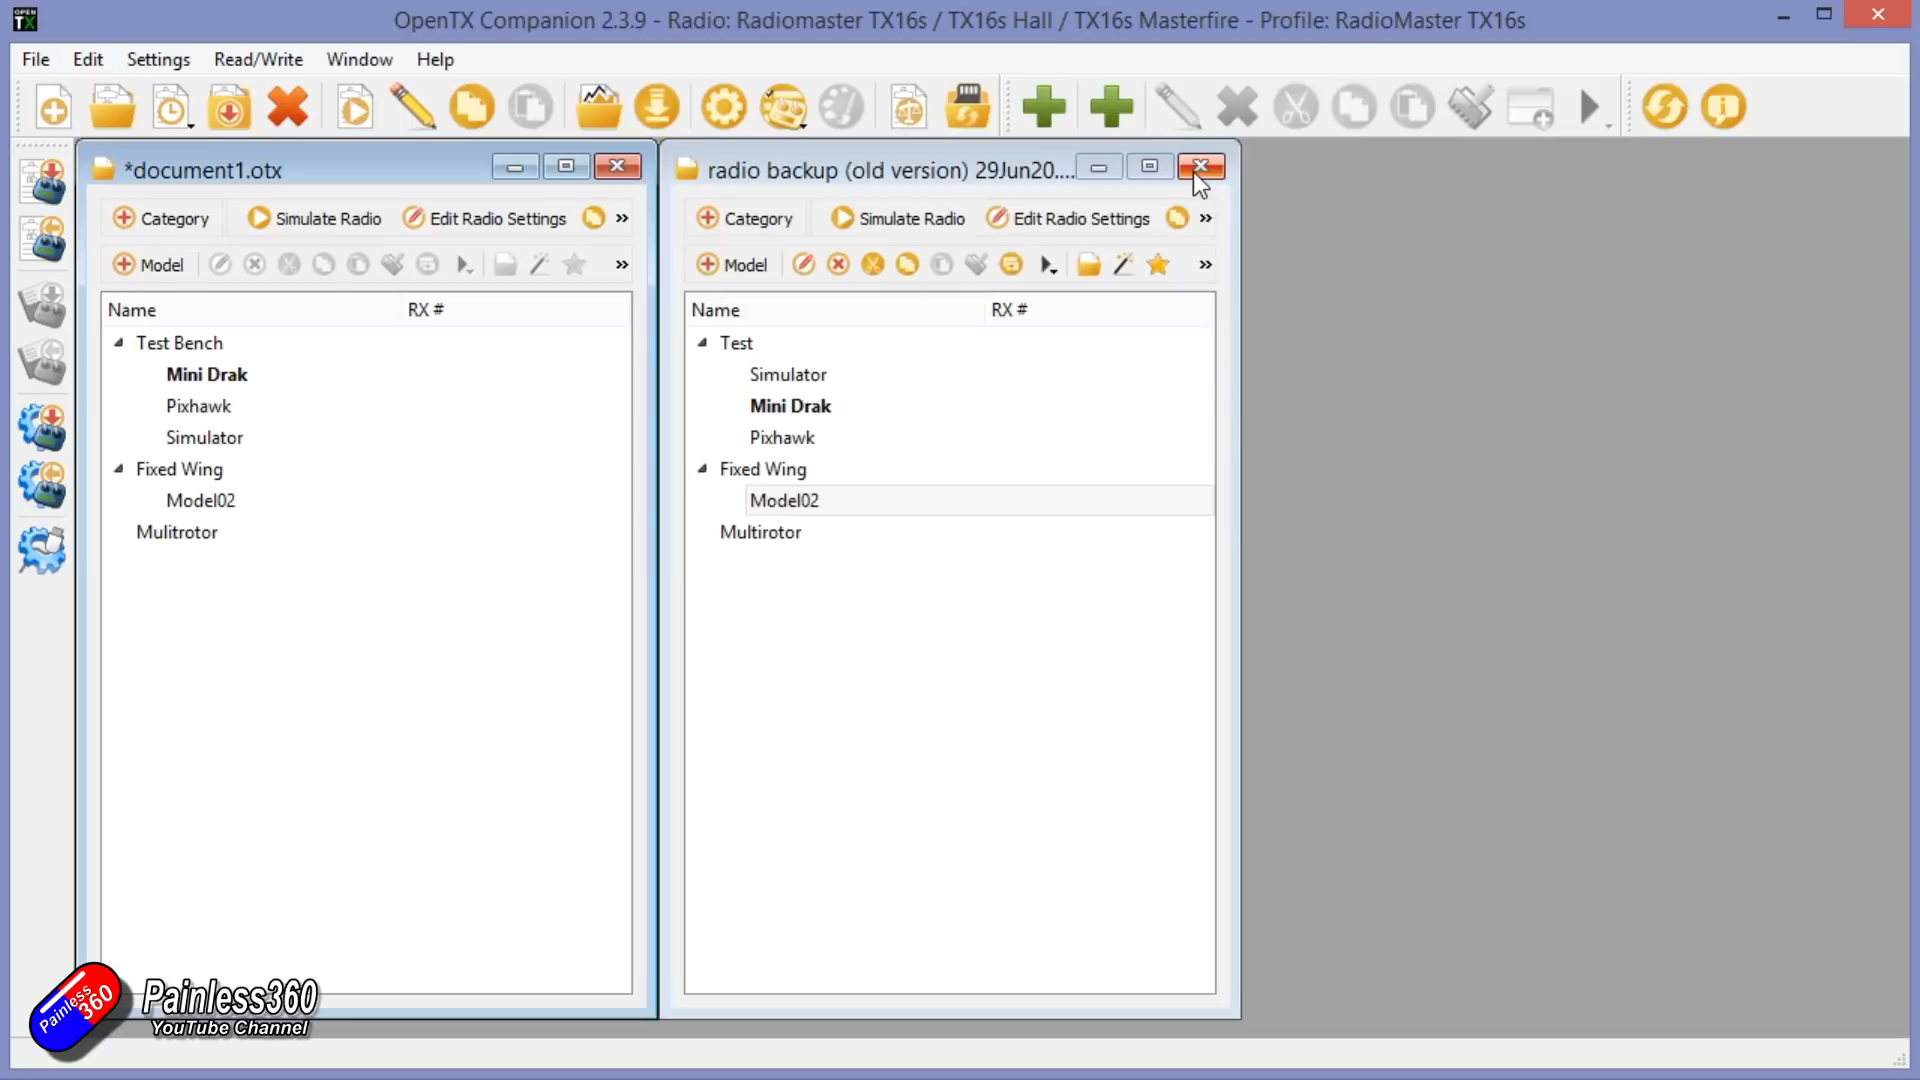 OPEN
TX
OpenTX Companion 2.3.9 - Radio: Radiomaster TX16s / TX16s Hall / TX16s Masterfire - Profile: RadioMaster TX16s
File Edit Settings Read/Write Window Help
*document1.otx
Category Simulate Radio Edit Radio Settings »
Model »
Name RX #
Test Bench
Mini Drak
Pixhawk
Simulator
Fixed Wing
Model02
Mulitrotor
radio backup (old version) 29Jun20....
Category Simulate Radio Edit Radio Settings »
Model »
Name RX #
Test
Simulator
Mini Drak
Pixhawk
Fixed Wing
Model02
Multirotor
Painless
360
Painless360
YouTube Channel